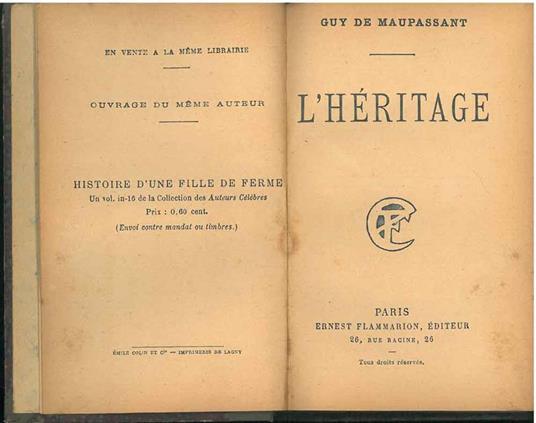 EN VENTE A LA MÊME LIBRAIRIE
OUVRAGE DU MÊME AUTEUR
HISTOIRE D'UNE FILLE DE FERME
Un vol. in-16 de la Collection des Auteurs Célèbres
Prix : 0,60 cent.
(Envoi contre mandat ou timbres.)
ÉMILE COLIN ET Cie — IMPRIMERIE DE LAGNY
GUY DE MAUPASSANT
L'HÉRITAGE
PARIS
ERNEST FLAMMARION, ÉDITEUR
26, RUE RACINE, 26
Tous droits réservés.